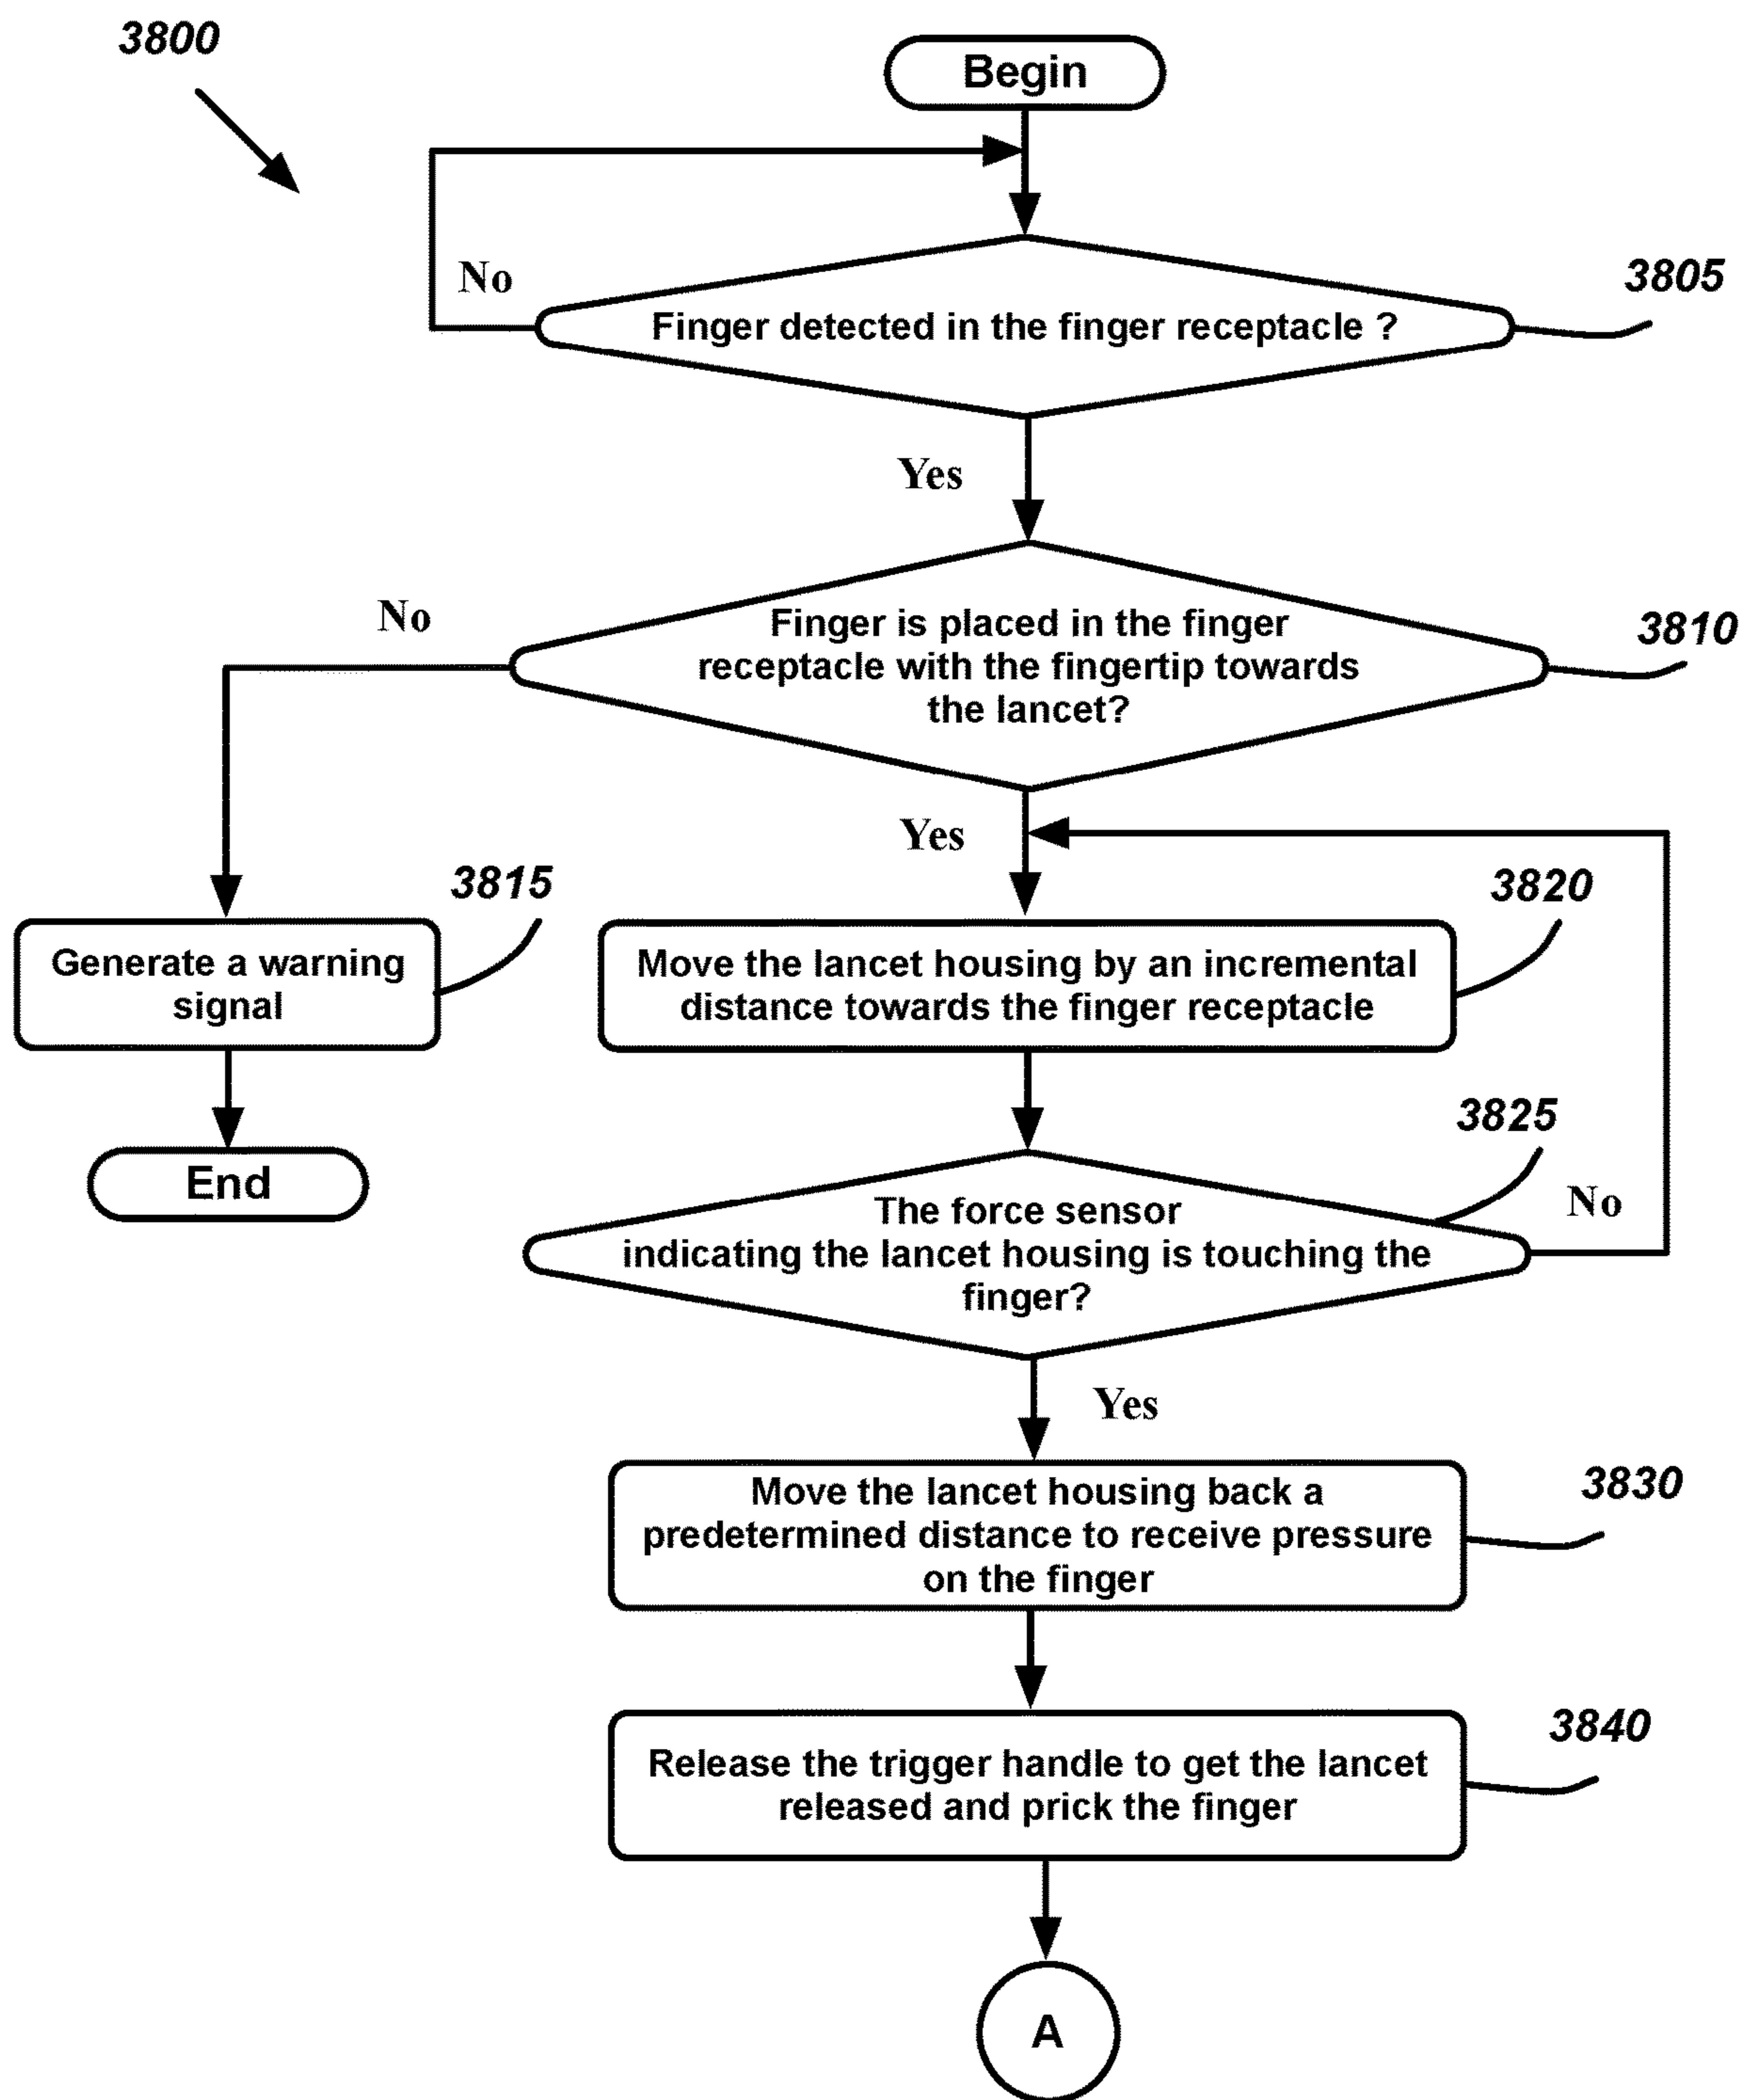 3800
Begin
No
3805
Finger detected in the finger receptacle ?
Yes
No
3810
Finger is placed in the finger
receptacle with the fingertip towards
the lancet?
Yes
3815
3820
Generate a warning
signal
Move the lancet housing by an incremental
distance towards the finger receptacle
3825
End
No
The force sensor
indicating the lancet housing is touching the
finger?
Yes
3830
Move the lancet housing back a
predetermined distance to receive pressure
on the finger
3840
Release the trigger handle to get the lancet
released and prick the finger
A